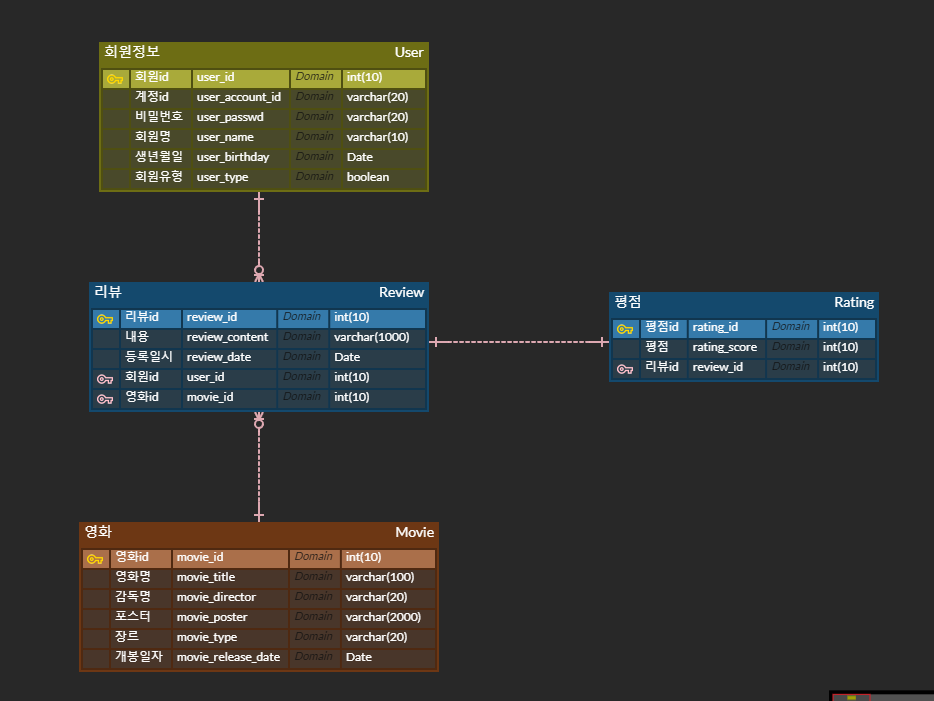 회원정보 User
회원id user_id Domain int(10)
계정id user_account_id Domain varchar(20)
비밀번호 user_passwd Domain varchar(20)
회원명 user_name Domain varchar(10)
생년월일 user_birthday Domain Date
회원유형 user_type Domain boolean
리뷰 Review
리뷰id review_id Domain int(10)
내용 review_content Domain varchar(1000)
등록일시 review_date Domain Date
회원id user_id Domain int(10)
영화id movie_id Domain int(10)
평점 Rating
평점id rating_id Domain int(10)
평점 rating_score Domain int(10)
리뷰id review_id Domain int(10)
영화 Movie
영화id movie_id Domain int(10)
영화명 movie_title Domain varchar(100)
감독명 movie_director Domain varchar(20)
포스터 movie_poster Domain varchar(2000)
장르 movie_type Domain varchar(20)
개봉일자 movie_release_date Domain Date